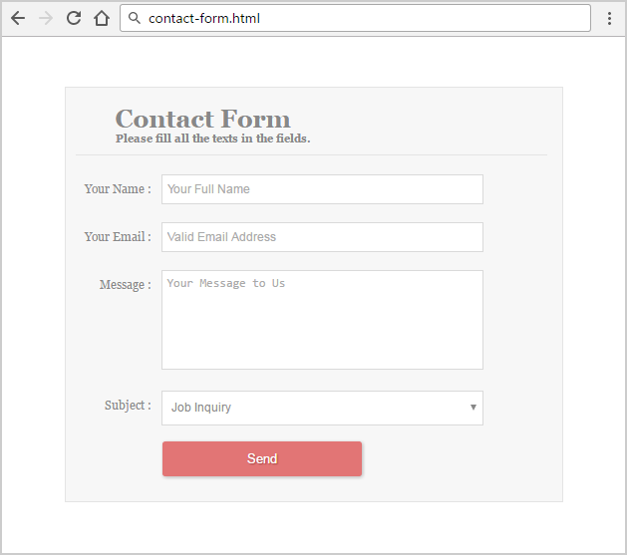 contact-form.html
Contact Form
Please fill all the texts in the fields.
Your Name : Your Full Name
Your Email : Valid Email Address
Message : Your Message to Us
Subject : Job Inquiry
Send